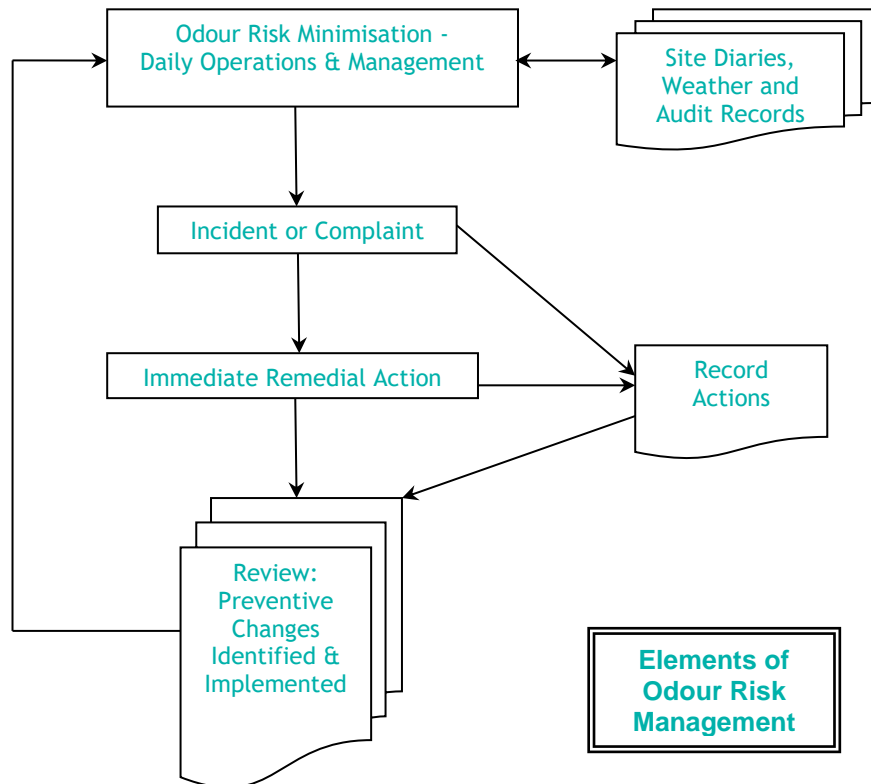 Odour Risk Minimisation -
Daily Operations & Management
Site Diaries,
Weather and
Audit Records
Incident or Complaint
Immediate Remedial Action
Record
Actions
Review:
Preventive
Changes
Identified &
Implemented
Elements of
Odour Risk
Management